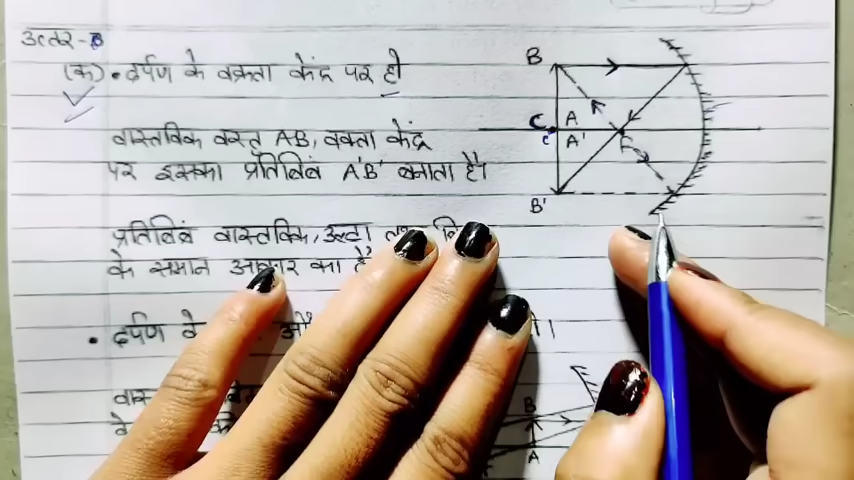 उत्तर-
(क) • दर्पण के वक्रता केंद्र पर हो
वास्तविक वस्तु AB, वक्ता केंद्र
पर इसका प्रतिबिंब A'B' बनाता है।
प्रतिबिंब वास्तविक, उल्टा
के समान आकार का है
• दर्पण के
वास्
B
C A
c A'
F
B'
B
A